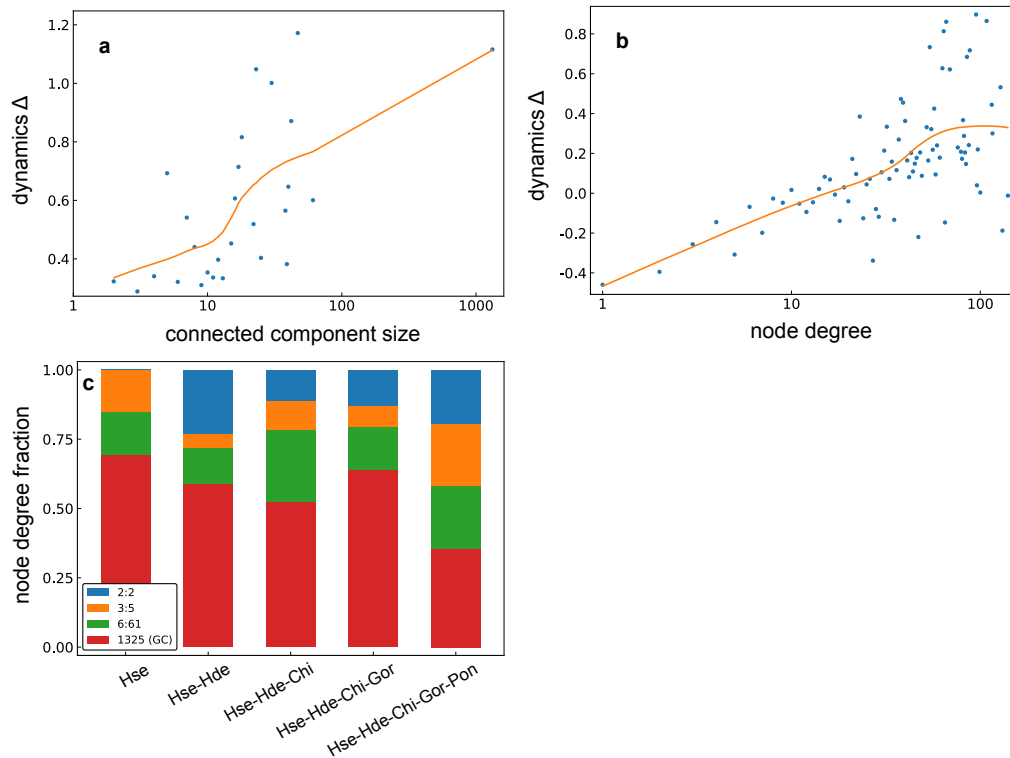 a
1.2
1.0
0.8
0.6
0.4
dynamics Δ
1
10
100
1000
connected component size
b
0.8
0.6
0.4
0.2
0.0
-0.2
-0.4
dynamics Δ
1
10
100
node degree
c
1.00
0.75
0.50
0.25
0.00
node degree fraction
2:2
3:5
6:61
1325 (GC)
Hse
Hse-Hde
Hse-Hde-Chi
Hse-Hde-Chi-Gor
Hse-Hde-Chi-Gor-Pon